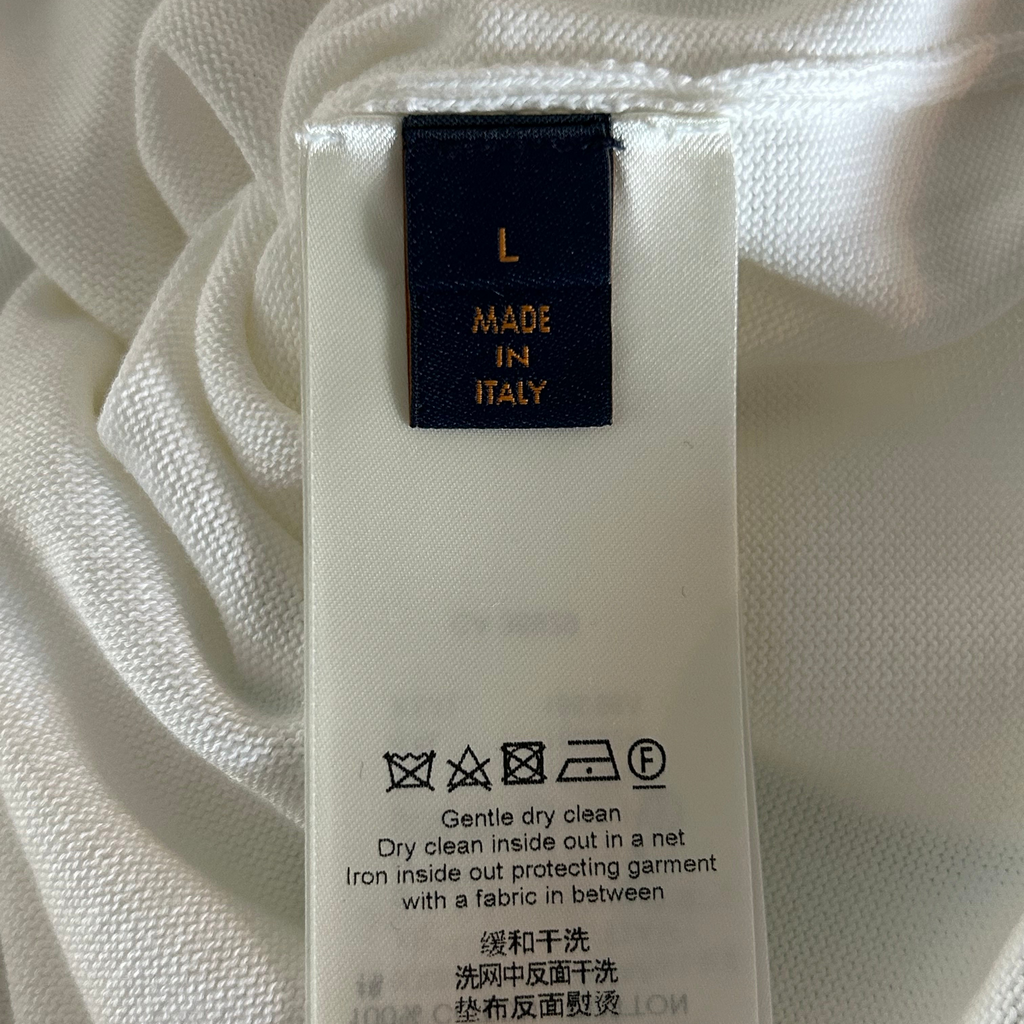 L
MADE
IN
ITALY
F
Gentle dry clean
Dry clean inside out in a net
Iron inside out protecting garment
with a fabric in between
缓和干洗
洗网中反面干洗
垫布反面熨烫